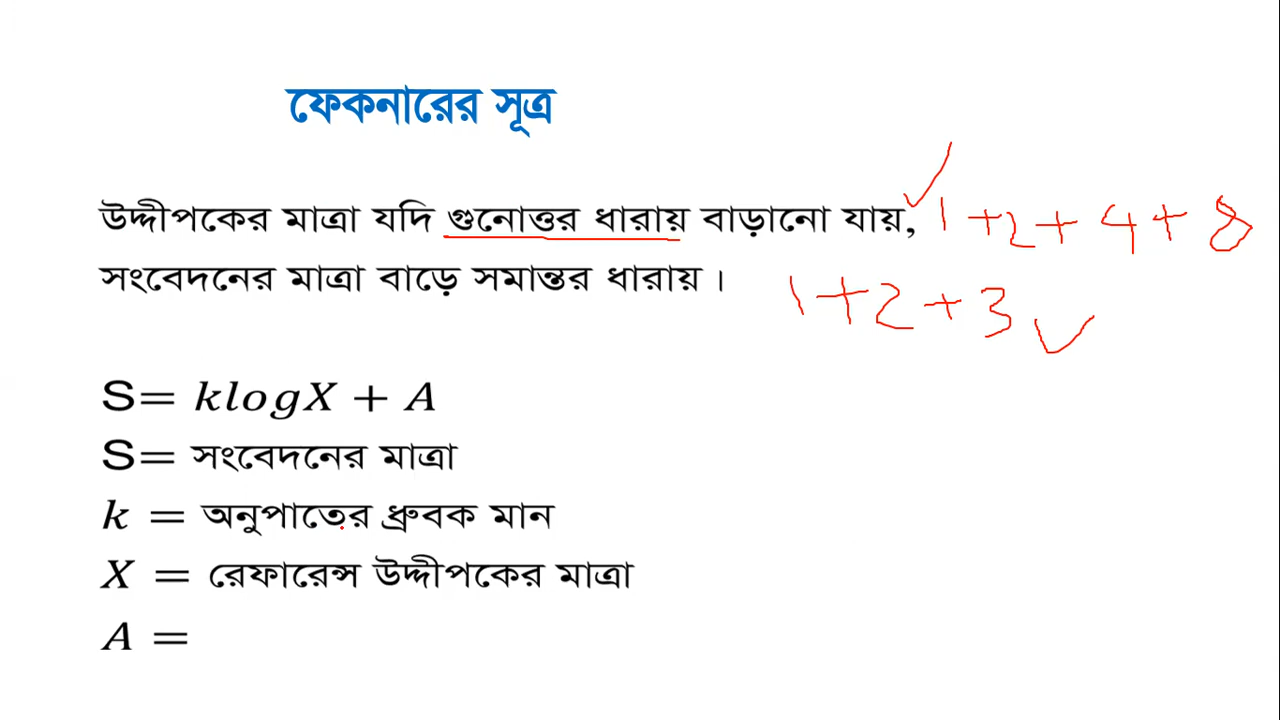 ফেকনারের সূত্র
উদ্দীপকের মাত্রা যদি গুনোত্তর ধারায় বাড়ানো যায়, 1+2+4+8
সংবেদনের মাত্রা বাড়ে সমান্তর ধারায়। 1+2+3
S= klogX + A
S= সংবেদনের মাত্রা
k = অনুপাতের ধ্রুবক মান
X = রেফারেন্স উদ্দীপকের মাত্রা
A =